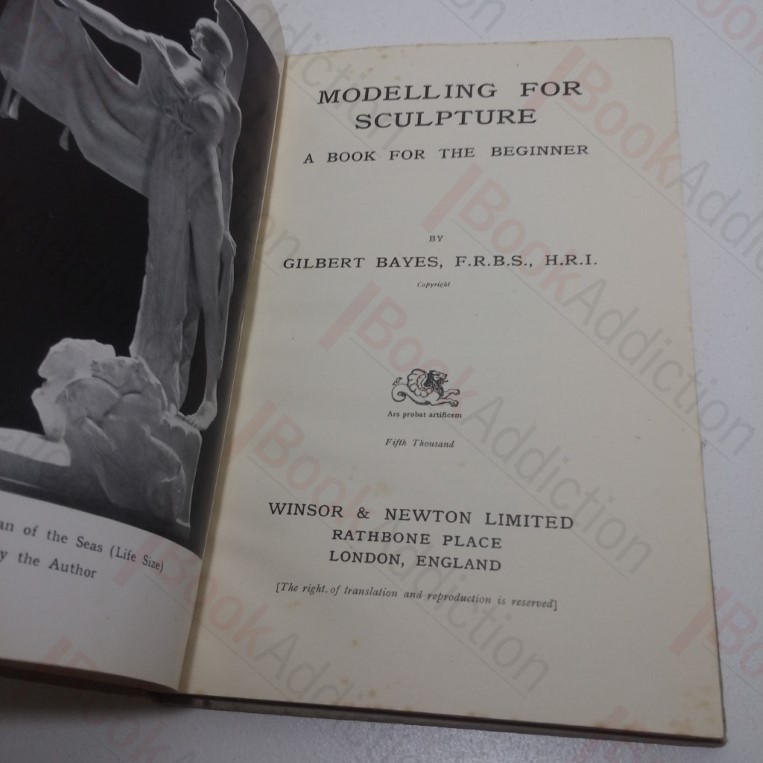 an of the Seas (Life Size)
y the Author
MODELLING FOR
SCULPTURE
A BOOK FOR THE BEGINNER
BY
GILBERT BAYES, F.R.B.S., H.R.I.
Copyright
Ars probat artificem
Fifth Thousand
WINSOR & NEWTON LIMITED
RATHBONE PLACE
LONDON, ENGLAND
[The right of translation and reproduction is reserved]
BookAddiction